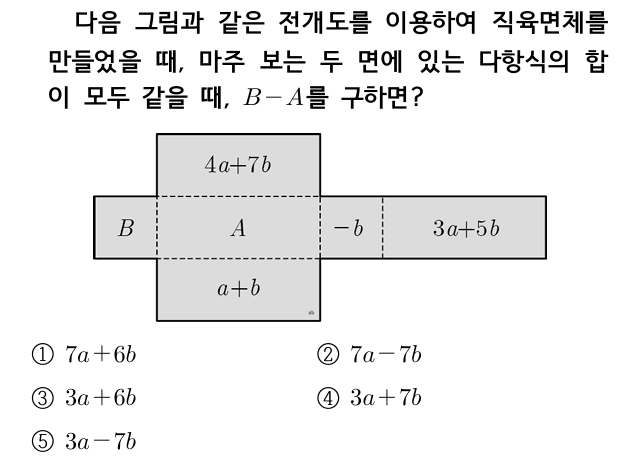 다음 그림과 같은 전개도를 이용하여 직육면체를
만들었을 때, 마주 보는 두 면에 있는 다항식의 합
이 모두 같을 때, B－A를 구하면?
4a+7b
B A －b 3a+5b
a+b
① 7a＋6b ② 7a－7b
③ 3a＋6b ④ 3a＋7b
⑤ 3a－7b